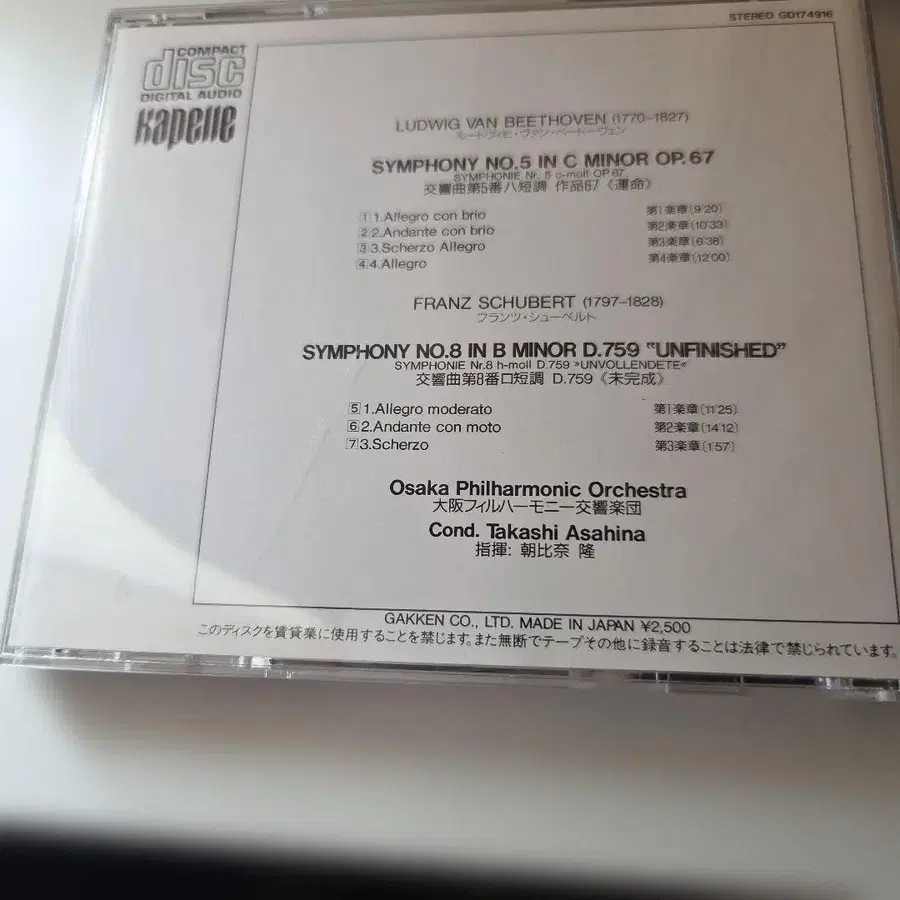 STEREO GD174916
COMPACT
disc
DIGITAL AUDIO
Kapelle
LUDWIG VAN BEETHOVEN (1770–1827)
ルートヴィヒ・ヴァン・ベートーヴェン
SYMPHONY NO.5 IN C MINOR OP.67
SYMPHONIE Nr. 5 c-moll OP.67
交響曲第5番ハ短調 作品67《運命》
1 1.Allegro con brio 第1楽章(9'20)
2 2.Andante con brio 第2楽章(10'33)
3 3.Scherzo Allegro 第3楽章(6'38)
4 4.Allegro 第4楽章(12'00)
FRANZ SCHUBERT (1797–1828)
フランツ・シューベルト
SYMPHONY NO.8 IN B MINOR D.759 "UNFINISHED"
SYMPHONIE Nr.8 h-moll D.759 »UNVOLLENDETE«
交響曲第8番ロ短調 D.759《未完成》
5 1.Allegro moderato 第1楽章(11'25)
6 2.Andante con moto 第2楽章(14'12)
7 3.Scherzo 第3楽章(1'57)
Osaka Philharmonic Orchestra
大阪フィルハーモニー交響楽団
Cond. Takashi Asahina
指揮: 朝比奈 隆
GAKKEN CO., LTD. MADE IN JAPAN ¥2,500
このディスクを賃貸業に使用することを禁じます。また無断でテープその他に録音することは法律で禁じられています。